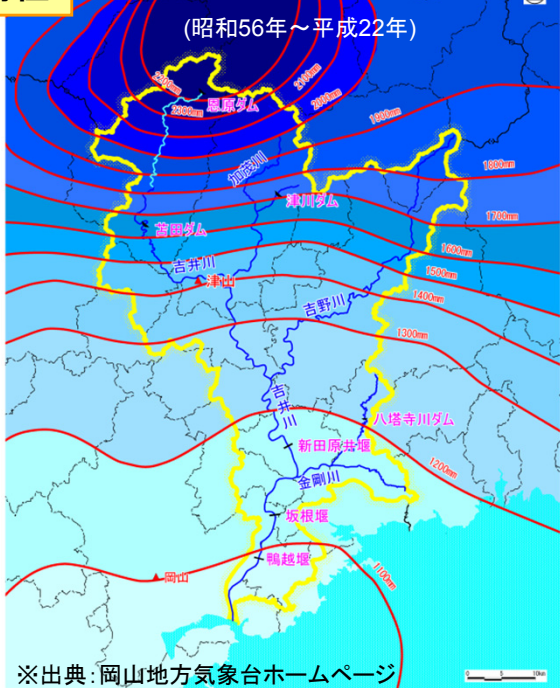 (昭和56年～平成22年)
2200mm
2300mm
2100mm
2000mm
1900mm
恩原ダム
加茂川
1800mm
津川ダム
1700mm
苫田ダム
1600mm
吉井川
津山
1500mm
吉野川
1400mm
1300mm
吉井川
八塔寺川ダム
新田原井堰
1200mm
金剛川
坂根堰
鴨越堰
岡山
1100mm
0 5 10km
※出典：岡山地方気象台ホームページ